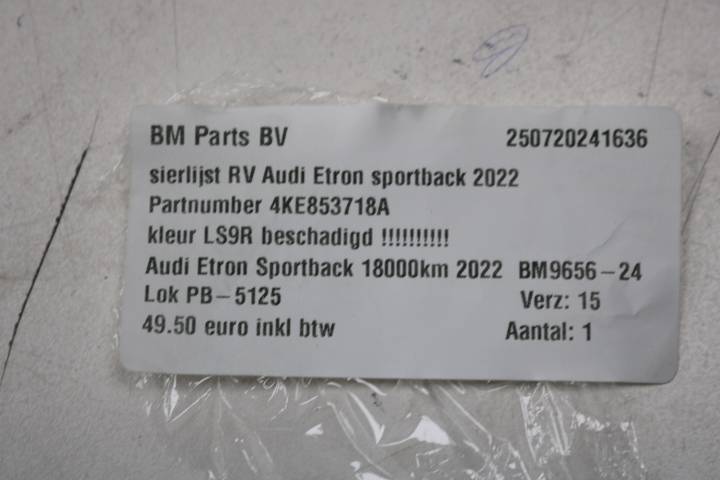 BM Parts BV 250720241636
sierlijst RV Audi Etron sportback 2022
Partnumber 4KE853718A
kleur LS9R beschadigd !!!!!!!!!!
Audi Etron Sportback 18000km 2022 BM9656-24
Lok PB-5125 Verz: 15
49.50 euro inkl btw Aantal: 1